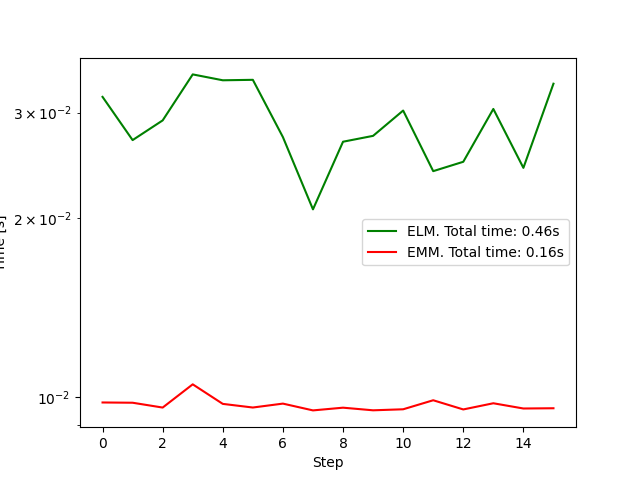 3 × 10⁻²
2 × 10⁻²
10⁻²
Time [s]
ELM. Total time: 0.46s
EMM. Total time: 0.16s
0 2 4 6 8 10 12 14
Step